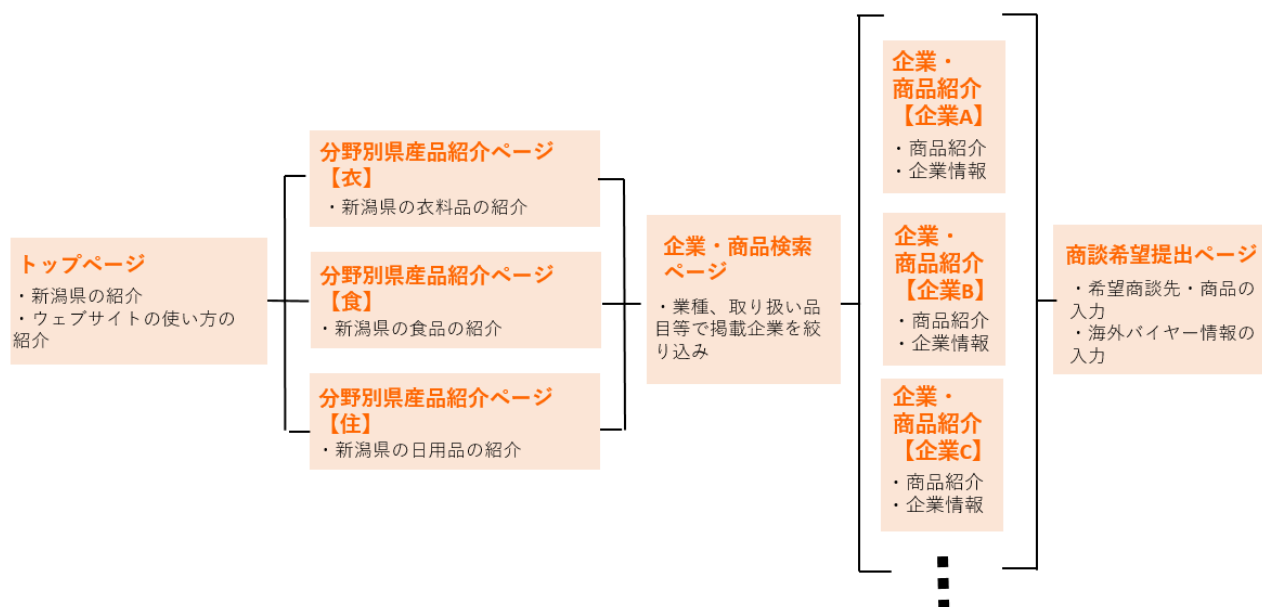 トップページ
・新潟県の紹介
・ウェブサイトの使い方の
紹介
分野別県産品紹介ページ
【衣】
・新潟県の衣料品の紹介
分野別県産品紹介ページ
【食】
・新潟県の食品の紹介
分野別県産品紹介ページ
【住】
・新潟県の日用品の紹介
企業・商品検索
ページ
・業種、取り扱い品
目等で掲載企業を絞
り込み
企業・
商品紹介
【企業A】
・商品紹介
・企業情報
企業・
商品紹介
【企業B】
・商品紹介
・企業情報
企業・
商品紹介
【企業C】
・商品紹介
・企業情報
商談希望提出ページ
・希望商談先・商品の
入力
・海外バイヤー情報の
入力